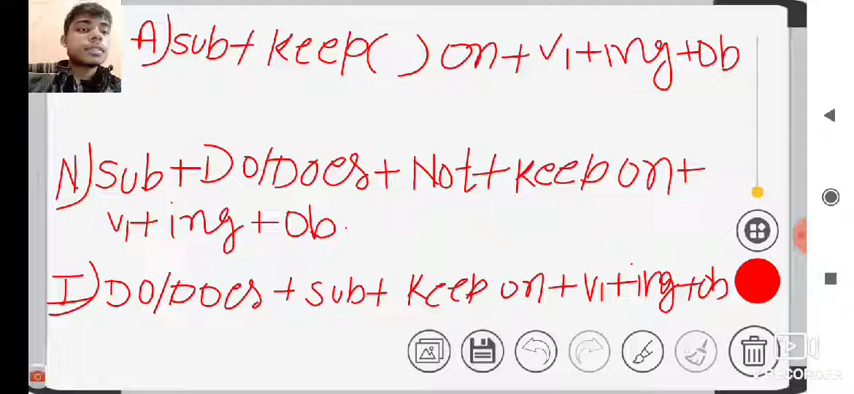 A) sub + keep( ) on + v1 + ing + ob
N) sub + Do/Does + Not + keep on +
v1 + ing + Ob.
I) DO/DOes + sub + keep on + v1 + ing + ob
RECORDER